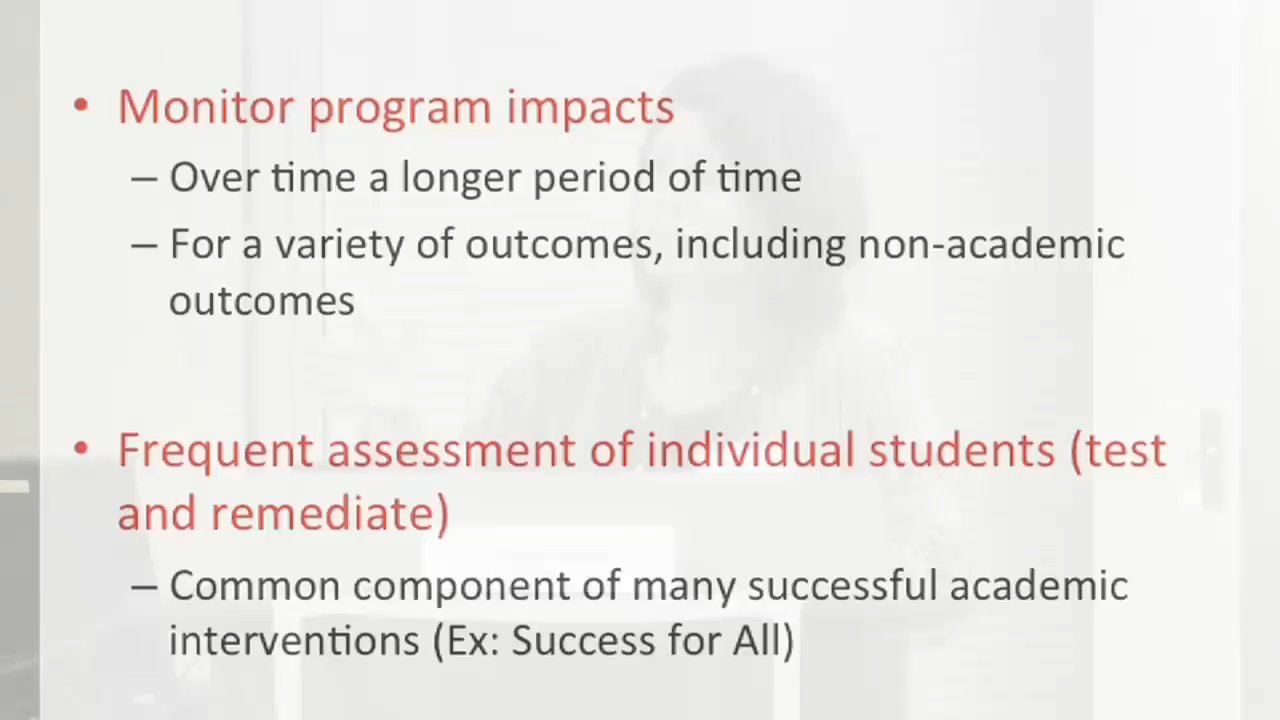 • Monitor program impacts
– Over time a longer period of time
– For a variety of outcomes, including non-academic
outcomes
• Frequent assessment of individual students (test
and remediate)
– Common component of many successful academic
interventions (Ex: Success for All)